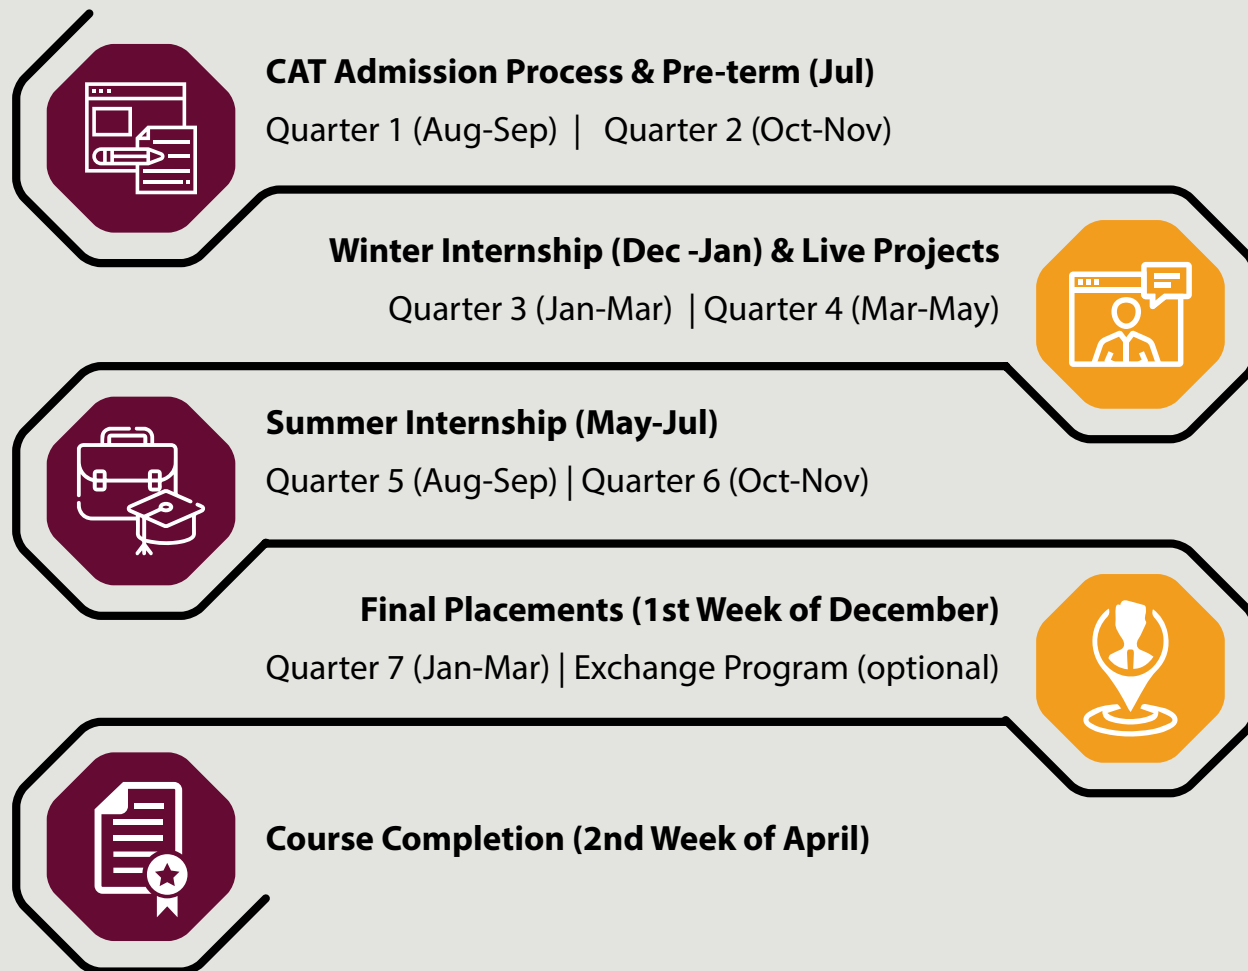 CAT Admission Process & Pre-term (Jul)
Quarter 1 (Aug-Sep) | Quarter 2 (Oct-Nov)
Winter Internship (Dec -Jan) & Live Projects
Quarter 3 (Jan-Mar) | Quarter 4 (Mar-May)
Summer Internship (May-Jul)
Quarter 5 (Aug-Sep) | Quarter 6 (Oct-Nov)
Final Placements (1st Week of December)
Quarter 7 (Jan-Mar) | Exchange Program (optional)
Course Completion (2nd Week of April)